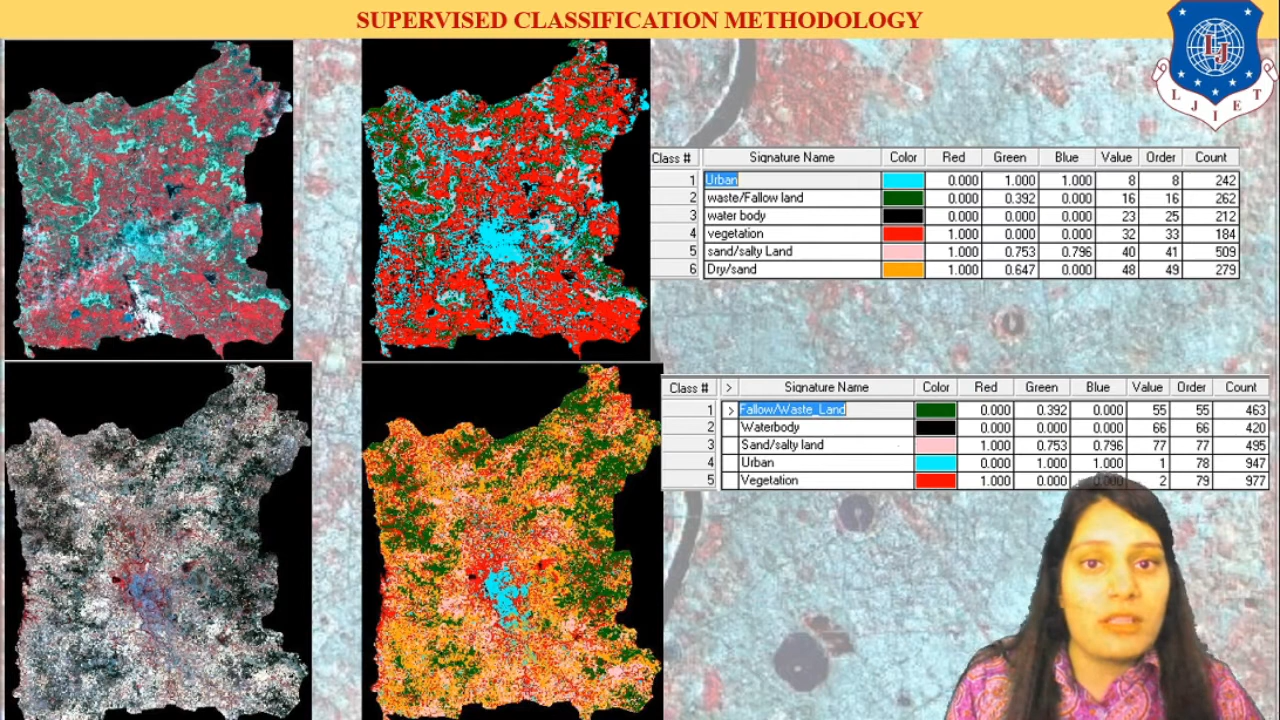 SUPERVISED CLASSIFICATION METHODOLOGY
LJ
L J I E T
Class # Signature Name Color Red Green Blue Value Order Count
1 Urban 0.000 1.000 1.000 8 8 242
2 waste/Fallow land 0.000 0.392 0.000 16 16 262
3 water body 0.000 0.000 0.000 23 25 212
4 vegetation 1.000 0.000 0.000 32 33 184
5 sand/salty Land 1.000 0.753 0.796 40 41 509
6 Dry/sand 1.000 0.647 0.000 48 49 279
Class # > Signature Name Color Red Green Blue Value Order Count
1 > Fallow/Waste_Land 0.000 0.392 0.000 55 55 463
2 Waterbody 0.000 0.000 0.000 66 66 420
3 Sand/salty land 1.000 0.753 0.796 77 77 495
4 Urban 0.000 1.000 1.000 1 78 947
5 Vegetation 1.000 0.000 0.000 2 79 977